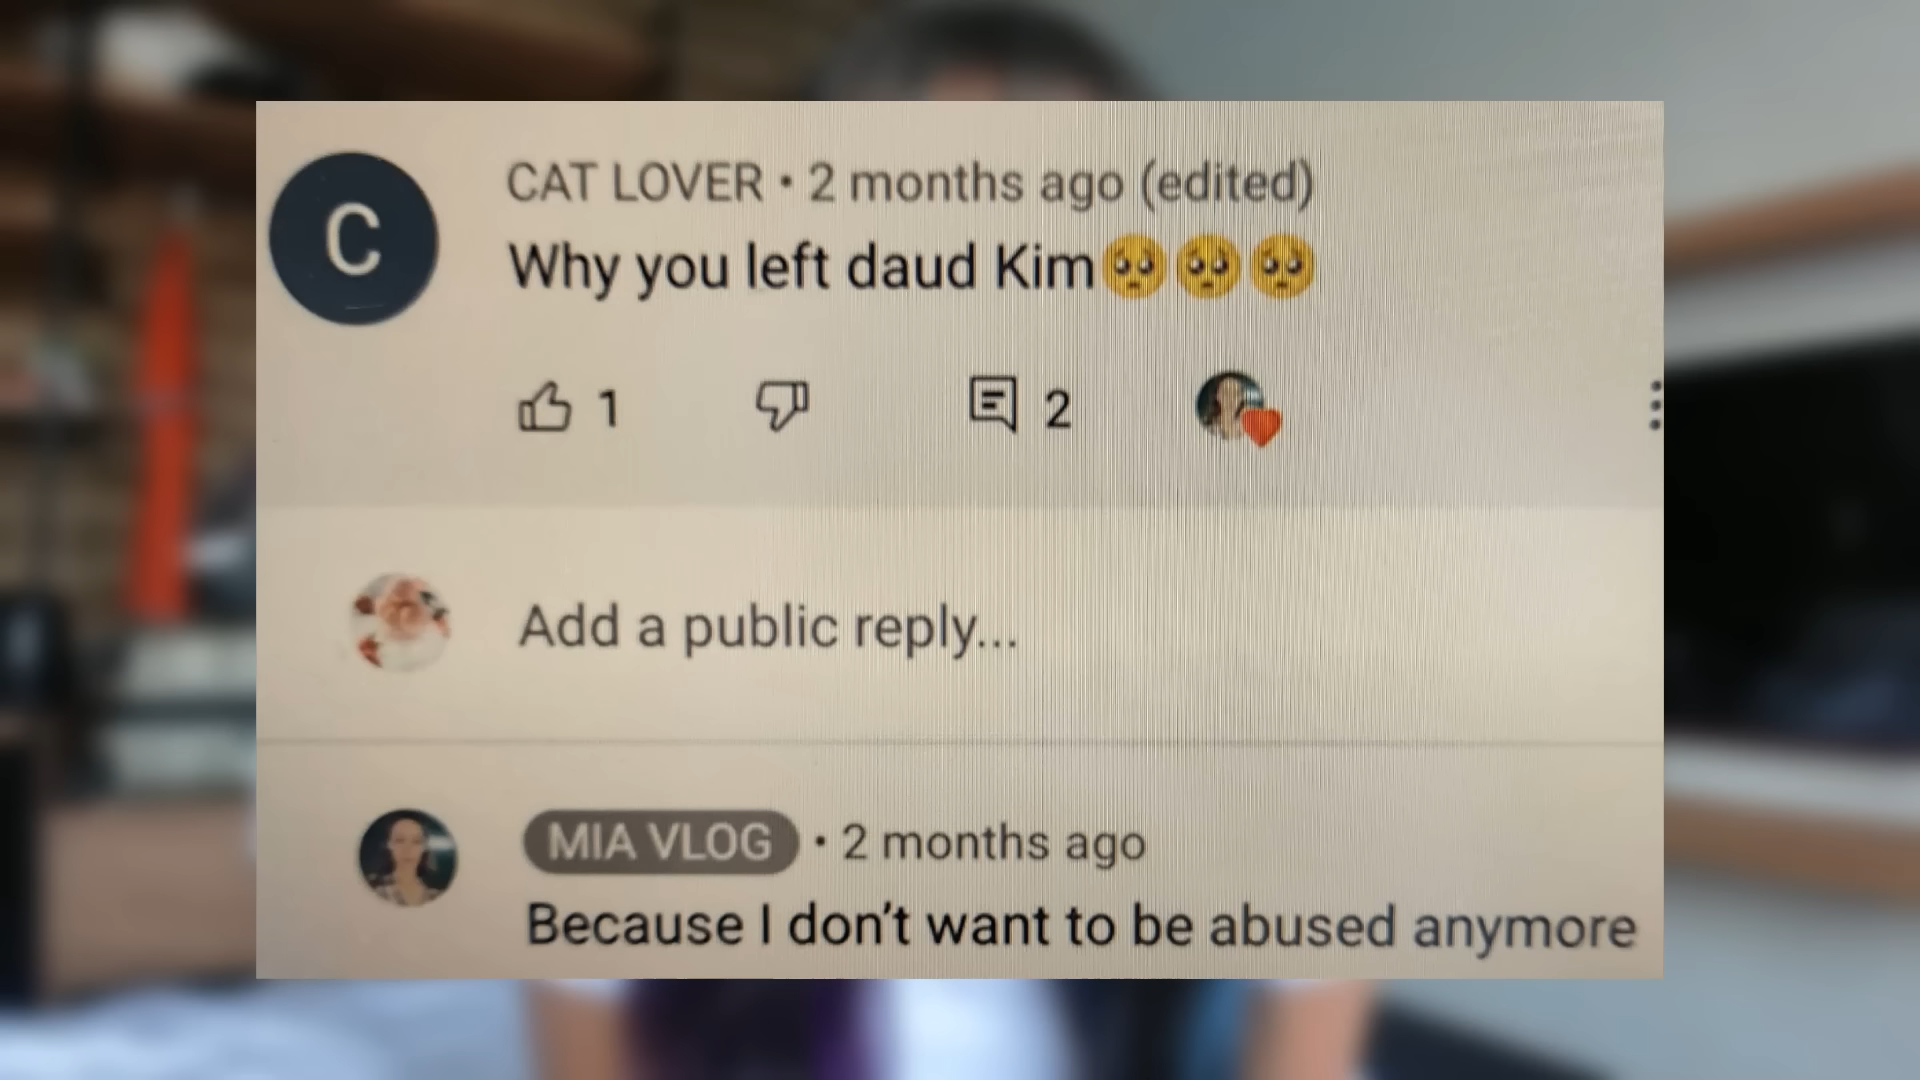 C
CAT LOVER • 2 months ago (edited)
Why you left daud Kim🥺🥺🥺
1
2
Add a public reply...
MIA VLOG • 2 months ago
Because I don't want to be abused anymore